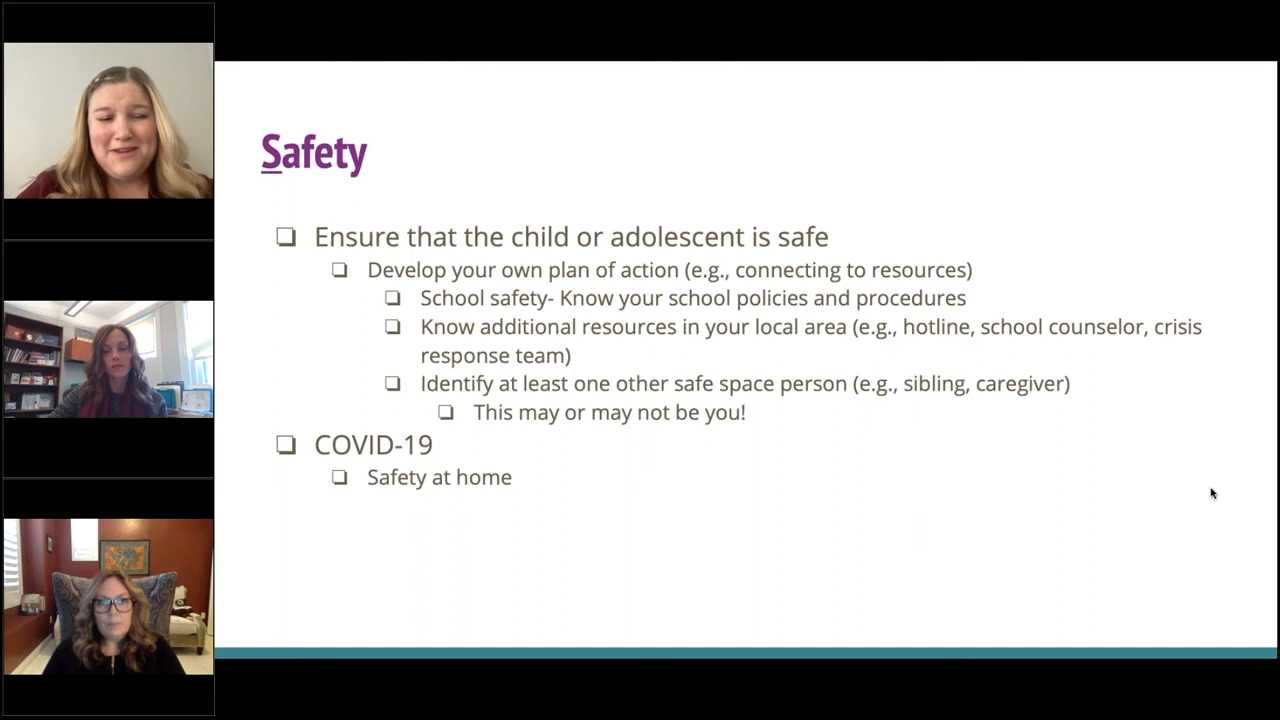 Safety
Ensure that the child or adolescent is safe
Develop your own plan of action (e.g., connecting to resources)
School safety- Know your school policies and procedures
Know additional resources in your local area (e.g., hotline, school counselor, crisis
response team)
Identify at least one other safe space person (e.g., sibling, caregiver)
This may or may not be you!
COVID-19
Safety at home